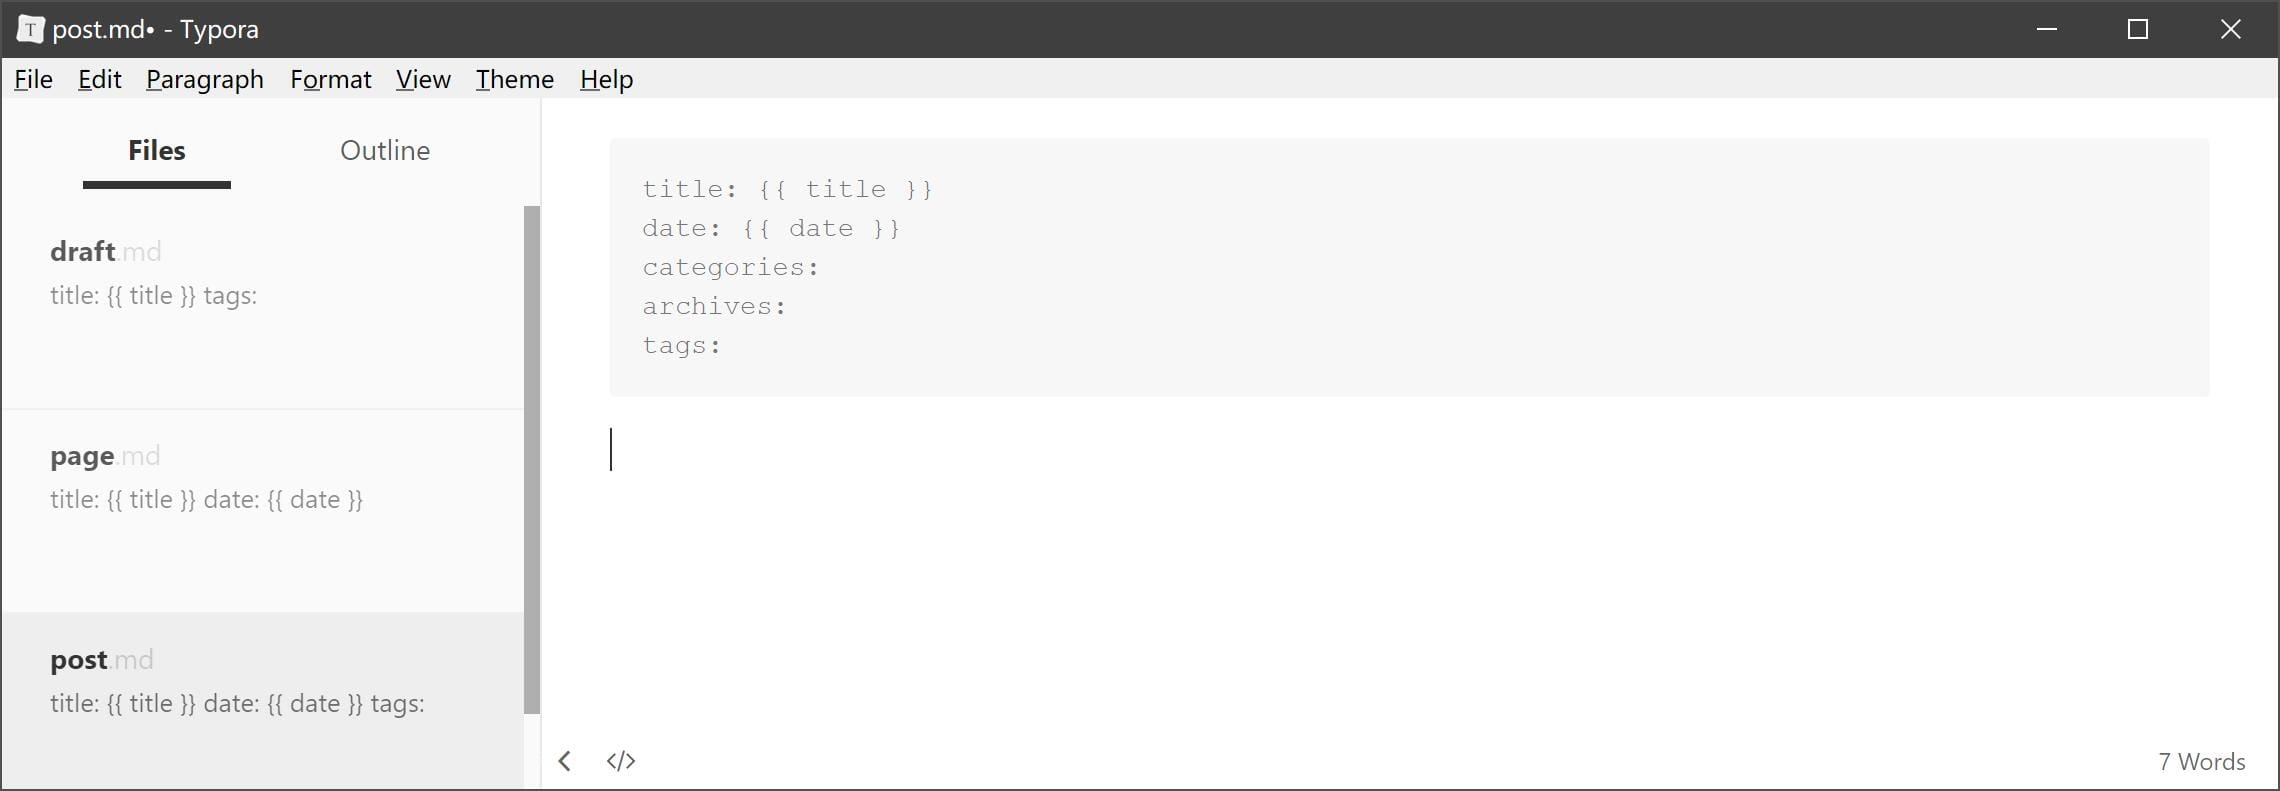 T post.md• - Typora
File Edit Paragraph Format View Theme Help
Files Outline
draft.md
title: {{ title }} tags:
page.md
title: {{ title }} date: {{ date }}
post.md
title: {{ title }} date: {{ date }} tags:
title: {{ title }}
date: {{ date }}
categories:
archives:
tags:
</>
7 Words